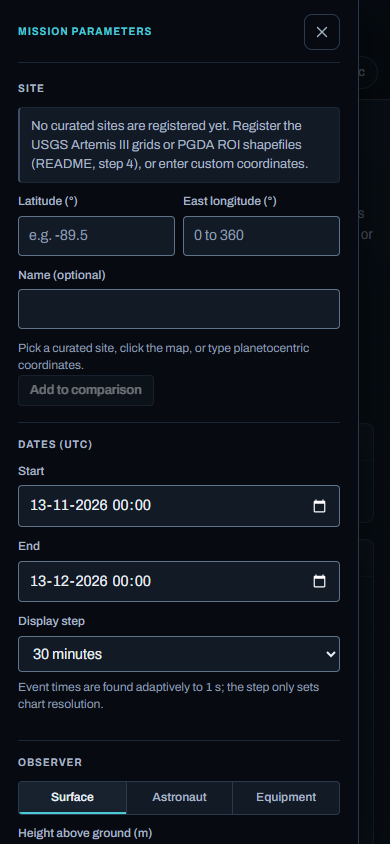 MISSION PARAMETERS
SITE
No curated sites are registered yet. Register the
USGS Artemis III grids or PGDA ROI shapefiles
(README, step 4), or enter custom coordinates.
Latitude (°) East longitude (°)
e.g. -89.5 0 to 360
Name (optional)
Pick a curated site, click the map, or type planetocentric
coordinates.
Add to comparison
DATES (UTC)
Start
13-11-2026 00:00
End
13-12-2026 00:00
Display step
30 minutes
Event times are found adaptively to 1 s; the step only sets
chart resolution.
OBSERVER
Surface Astronaut Equipment
Height above ground (m)